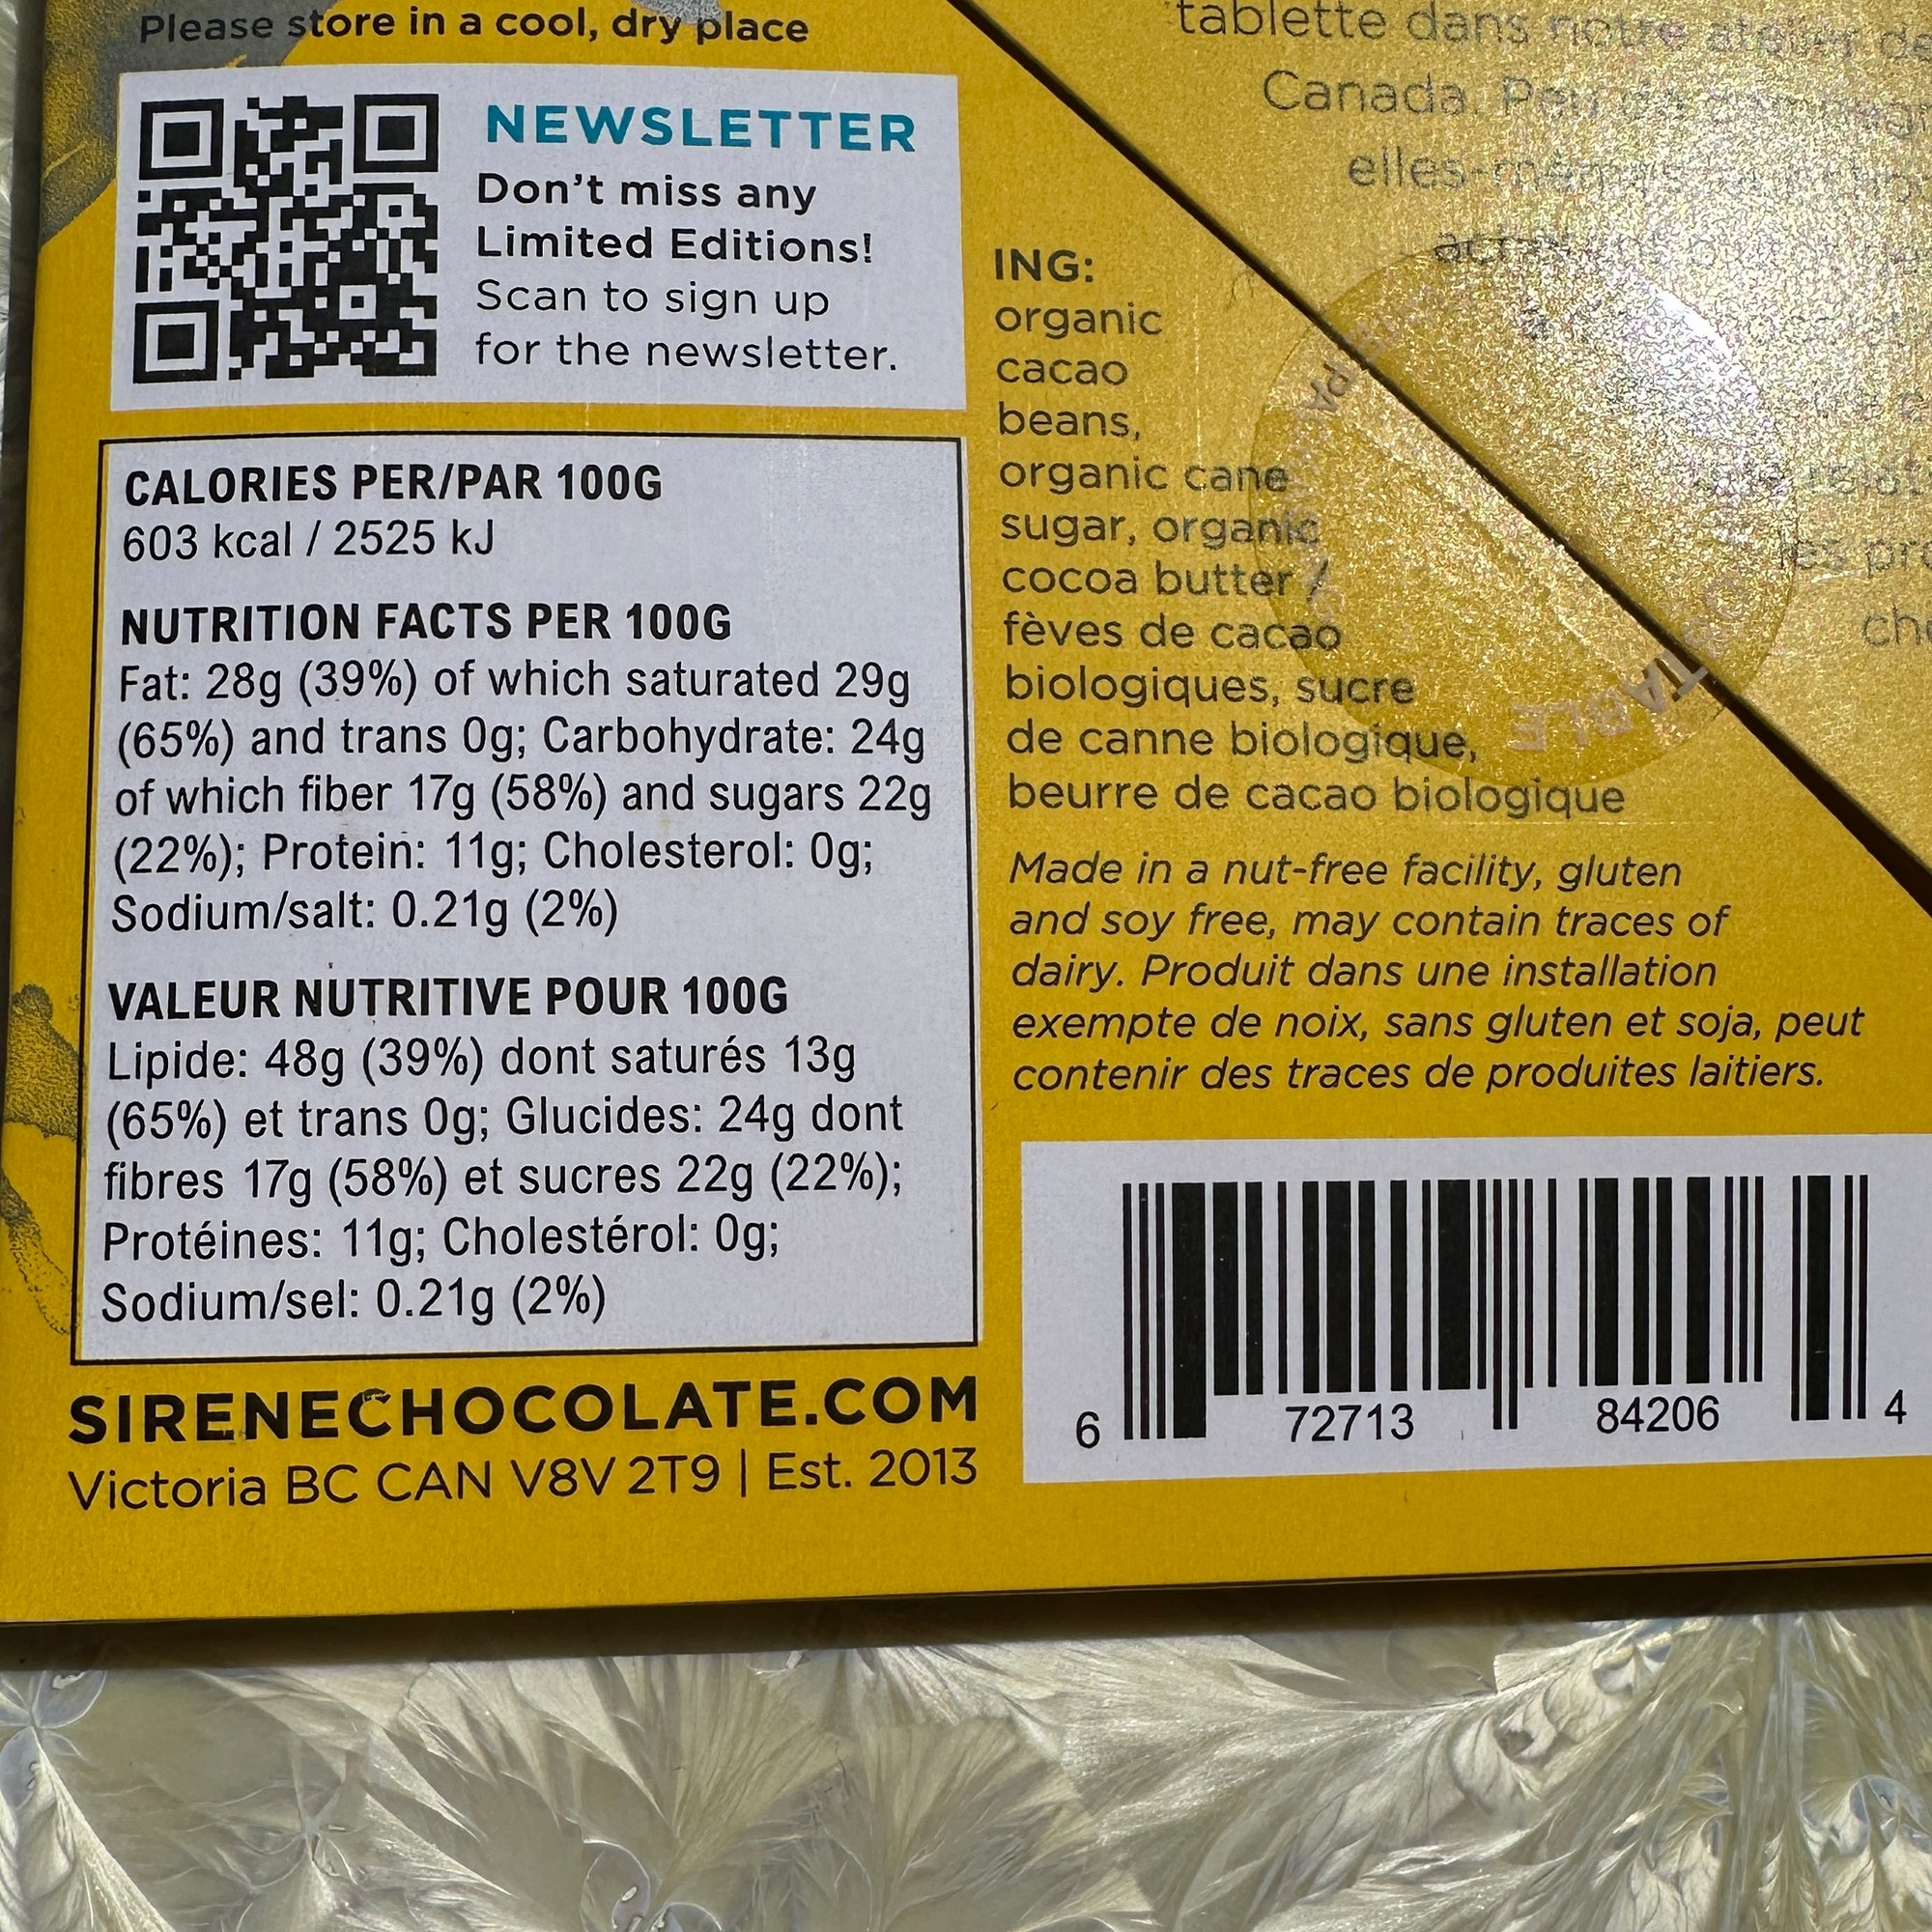 Please store in a cool, dry place
NEWSLETTER
Don't miss any
Limited Editions!
Scan to sign up
for the newsletter.
CALORIES PER/PAR 100G
603 kcal / 2525 kJ
NUTRITION FACTS PER 100G
Fat: 28g (39%) of which saturated 29g
(65%) and trans 0g; Carbohydrate: 24g
of which fiber 17g (58%) and sugars 22g
(22%); Protein: 11g; Cholesterol: 0g;
Sodium/salt: 0.21g (2%)
VALEUR NUTRITIVE POUR 100G
Lipide: 48g (39%) dont saturés 13g
(65%) et trans 0g; Glucides: 24g dont
fibres 17g (58%) et sucres 22g (22%);
Protéines: 11g; Cholestérol: 0g;
Sodium/sel: 0.21g (2%)
SIRENECHOCOLATE.COM
Victoria BC CAN V8V 2T9 | Est. 2013
tablette dans notre atelier de
Canada.
ING:
organic
cacao
beans,
organic cane
sugar, organic
cocoa butter /
fèves de cacao
biologiques, sucre
de canne biologique,
beurre de cacao biologique
Made in a nut-free facility, gluten
and soy free, may contain traces of
dairy. Produit dans une installation
exempte de noix, sans gluten et soja, peut
contenir des traces de produites laitiers.
6 72713 84206 4